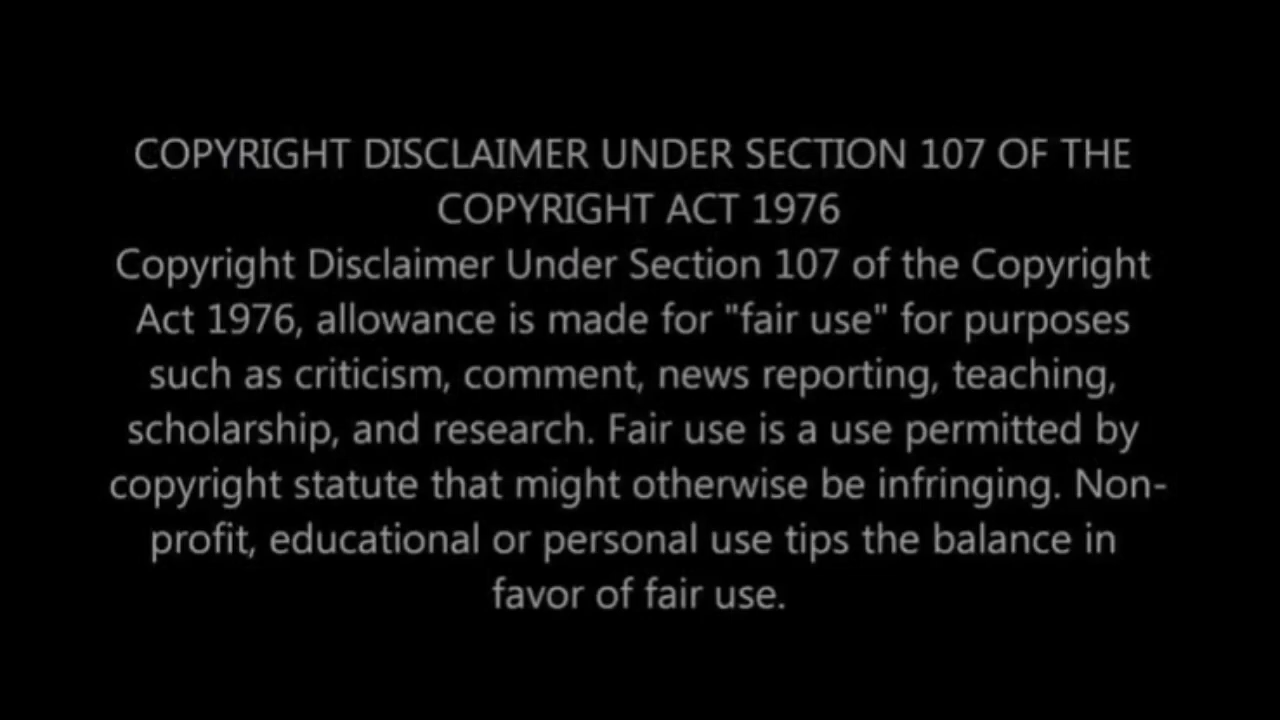 COPYRIGHT DISCLAIMER UNDER SECTION 107 OF THE
COPYRIGHT ACT 1976
Copyright Disclaimer Under Section 107 of the Copyright
Act 1976, allowance is made for "fair use" for purposes
such as criticism, comment, news reporting, teaching,
scholarship, and research. Fair use is a use permitted by
copyright statute that might otherwise be infringing. Non-
profit, educational or personal use tips the balance in
favor of fair use.